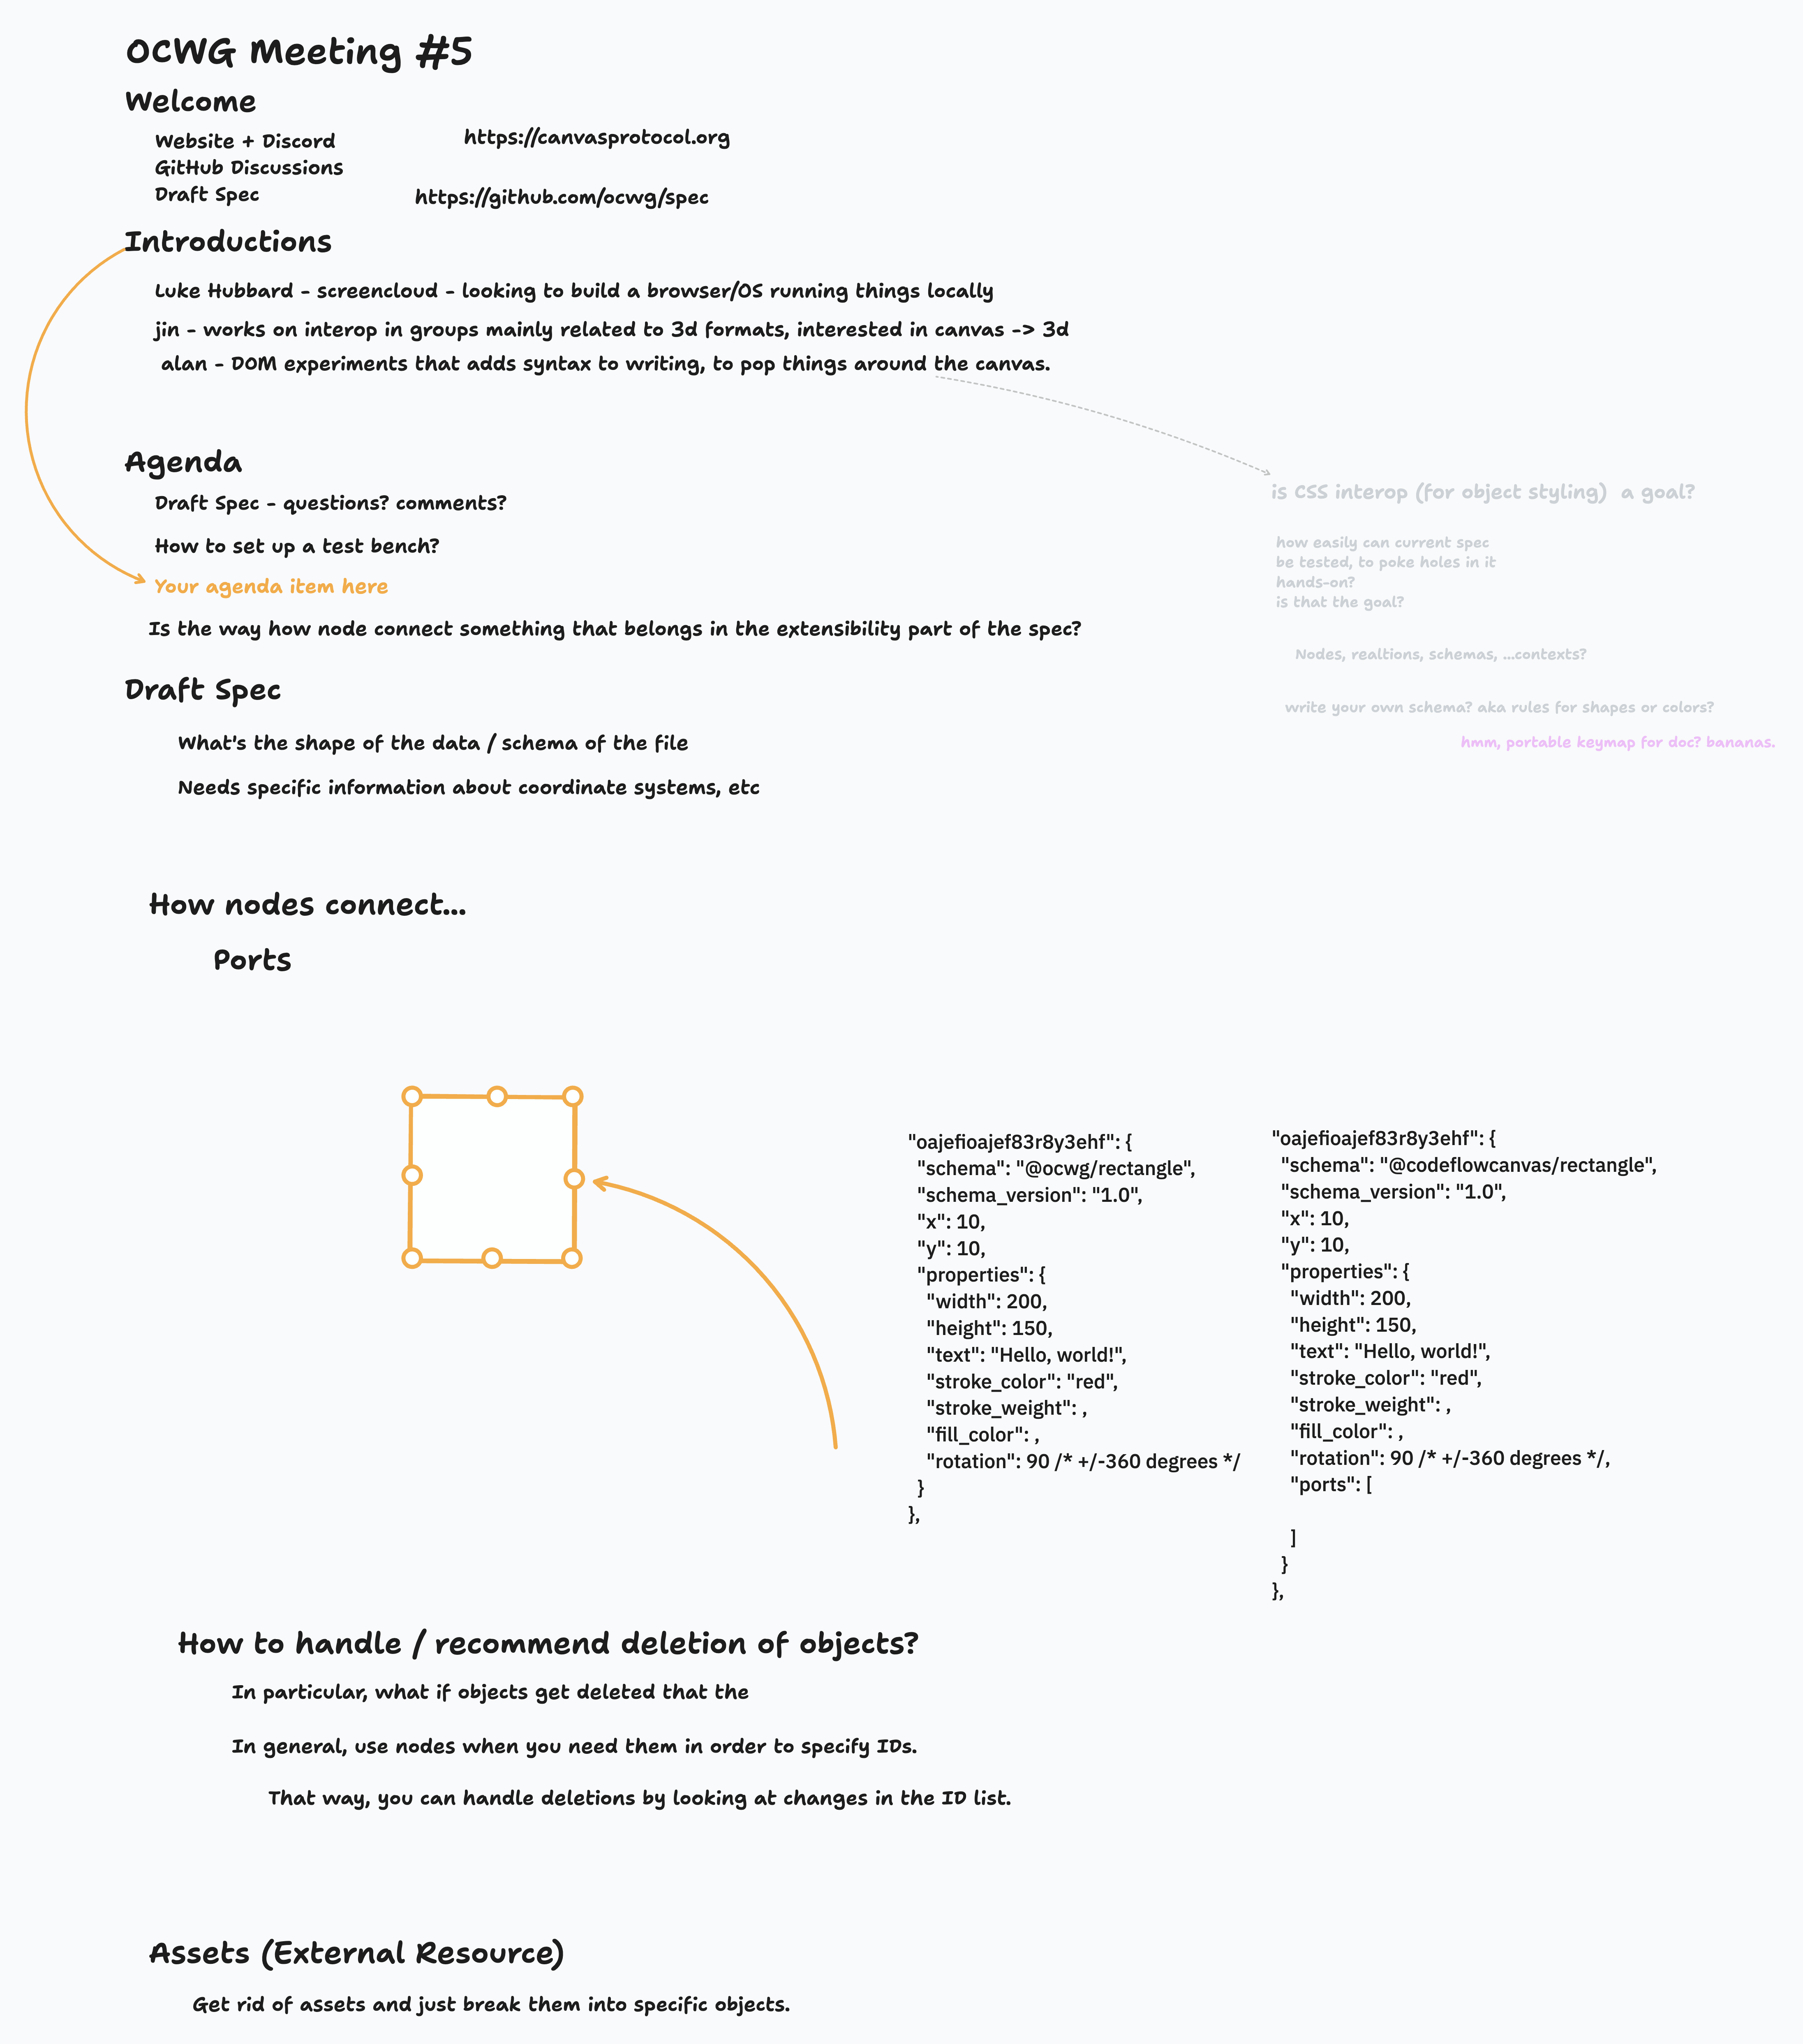 OCWG Meeting #5
Welcome
Website + Discord
https://canvasprotocol.org
GitHub Discussions
Draft Spec
https://github.com/ocwg/spec
Introductions
Luke Hubbard - screencloud - looking to build a browser/OS running things locally
jin - works on interop in groups mainly related to 3d formats, interested in canvas -> 3d
alan - DOM experiments that adds syntax to writing, to pop things around the canvas.
Agenda
Draft Spec - questions? comments?
How to set up a test bench?
Your agenda item here
Is the way how node connect something that belongs in the extensibility part of the spec?
is CSS interop (for object styling)  a goal?
how easily can current spec
be tested, to poke holes in it
hands-on?
is that the goal?
Nodes, realtions, schemas, ...contexts?
write your own schema? aka rules for shapes or colors?
hmm, portable keymap for doc? bananas.
Draft Spec
What's the shape of the data / schema of the file
Needs specific information about coordinate systems, etc
How nodes connect...
Ports
"oajefioajef83r8y3ehf": {
"schema": "@ocwg/rectangle",
"schema_version": "1.0",
"x": 10,
"y": 10,
"properties": {
"width": 200,
"height": 150,
"text": "Hello, world!",
"stroke_color": "red",
"stroke_weight": ,
"fill_color": ,
"rotation": 90 /* +/-360 degrees */
}
},
"oajefioajef83r8y3ehf": {
"schema": "@codeflowcanvas/rectangle",
"schema_version": "1.0",
"x": 10,
"y": 10,
"properties": {
"width": 200,
"height": 150,
"text": "Hello, world!",
"stroke_color": "red",
"stroke_weight": ,
"fill_color": ,
"rotation": 90 /* +/-360 degrees */,
"ports": [
]
}
},
How to handle / recommend deletion of objects?
In particular, what if objects get deleted that the
In general, use nodes when you need them in order to specify IDs.
That way, you can handle deletions by looking at changes in the ID list.
Assets (External Resource)
Get rid of assets and just break them into specific objects.